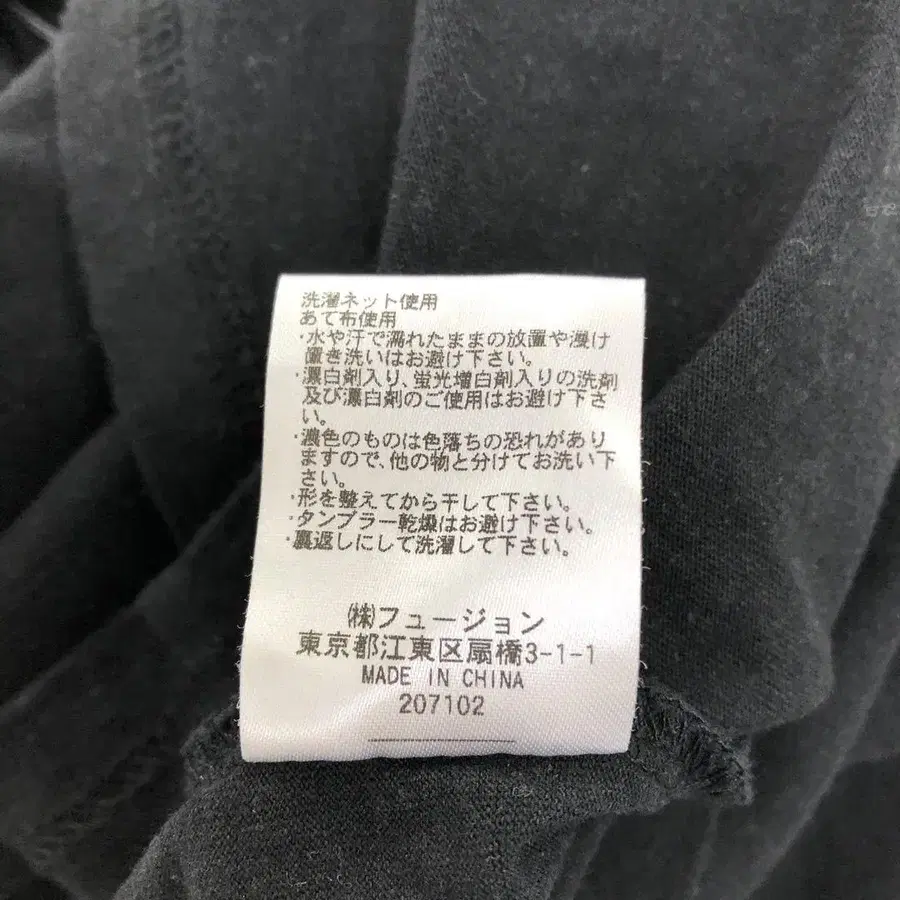 洗濯ネット使用
あて布使用
・水や汗で濡れたままの放置や浸け
置き洗いはお避け下さい。
・漂白剤入り、蛍光増白剤入りの洗剤
及び漂白剤のご使用はお避け下さ
い。
・濃色のものは色落ちの恐れがあり
ますので、他の物と分けてお洗い下
さい。
・形を整えてから干して下さい。
・タンブラー乾燥はお避け下さい。
・裏返しにして洗濯して下さい。
㈱フュージョン
東京都江東区扇橋3-1-1
MADE IN CHINA
207102